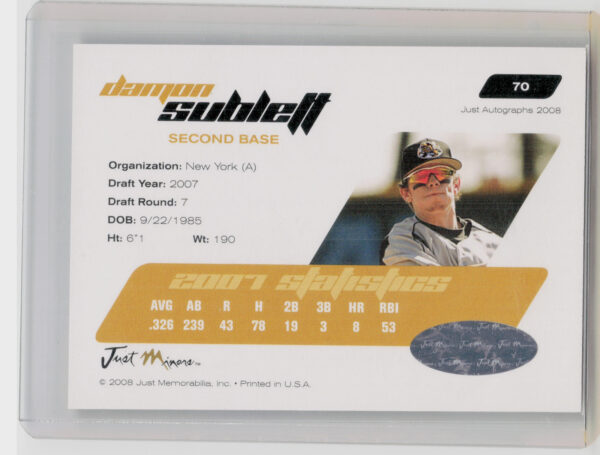 damon
sublett
70
Just Autographs 2008
SECOND BASE
Organization: New York (A)
Draft Year: 2007
Draft Round: 7
DOB: 9/22/1985
Ht: 6"1 Wt: 190
2007 statistics
AVG AB R H 2B 3B HR RBI
.326 239 43 78 19 3 8 53
Just Minors™
© 2008 Just Memorabilia, Inc. • Printed in U.S.A.